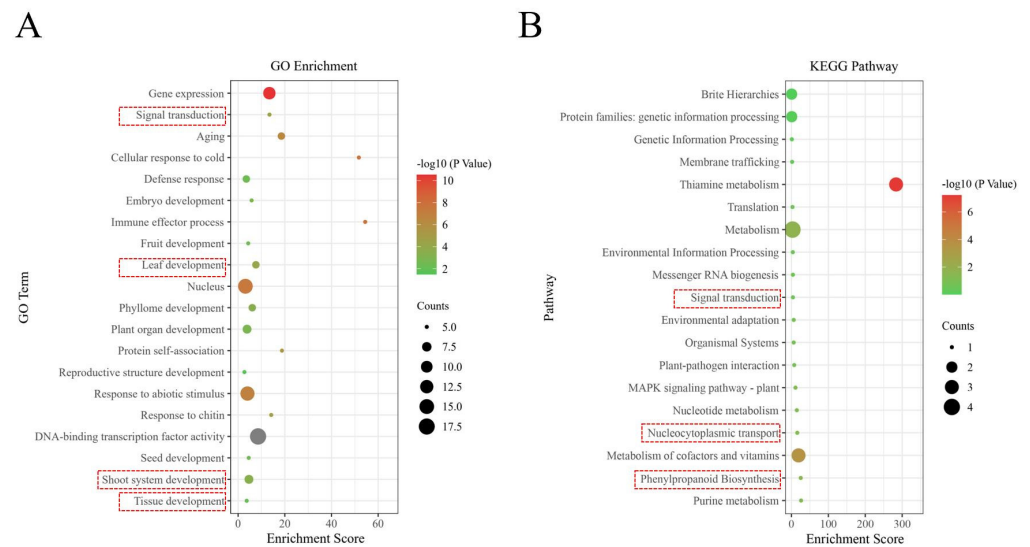 A
GO Enrichment
GO Term
Gene expression
Signal transduction
Aging
Cellular response to cold
Defense response
Embryo development
Immune effector process
Fruit development
Leaf development
Nucleus
Phyllome development
Plant organ development
Protein self-association
Reproductive structure development
Response to abiotic stimulus
Response to chitin
DNA-binding transcription factor activity
Seed development
Shoot system development
Tissue development
0 20 40 60
Enrichment Score
-log10 (P Value)
10
8
6
4
2
Counts
5.0
7.5
10.0
12.5
15.0
17.5
B
KEGG Pathway
Pathway
Brite Hierarchies
Protein families: genetic information processing
Genetic Information Processing
Membrane trafficking
Thiamine metabolism
Translation
Metabolism
Environmental Information Processing
Messenger RNA biogenesis
Signal transduction
Environmental adaptation
Organismal Systems
Plant-pathogen interaction
MAPK signaling pathway - plant
Nucleotide metabolism
Nucleocytoplasmic transport
Metabolism of cofactors and vitamins
Phenylpropanoid Biosynthesis
Purine metabolism
0 100 200 300
Enrichment Score
-log10 (P Value)
6
4
2
Counts
1
2
3
4